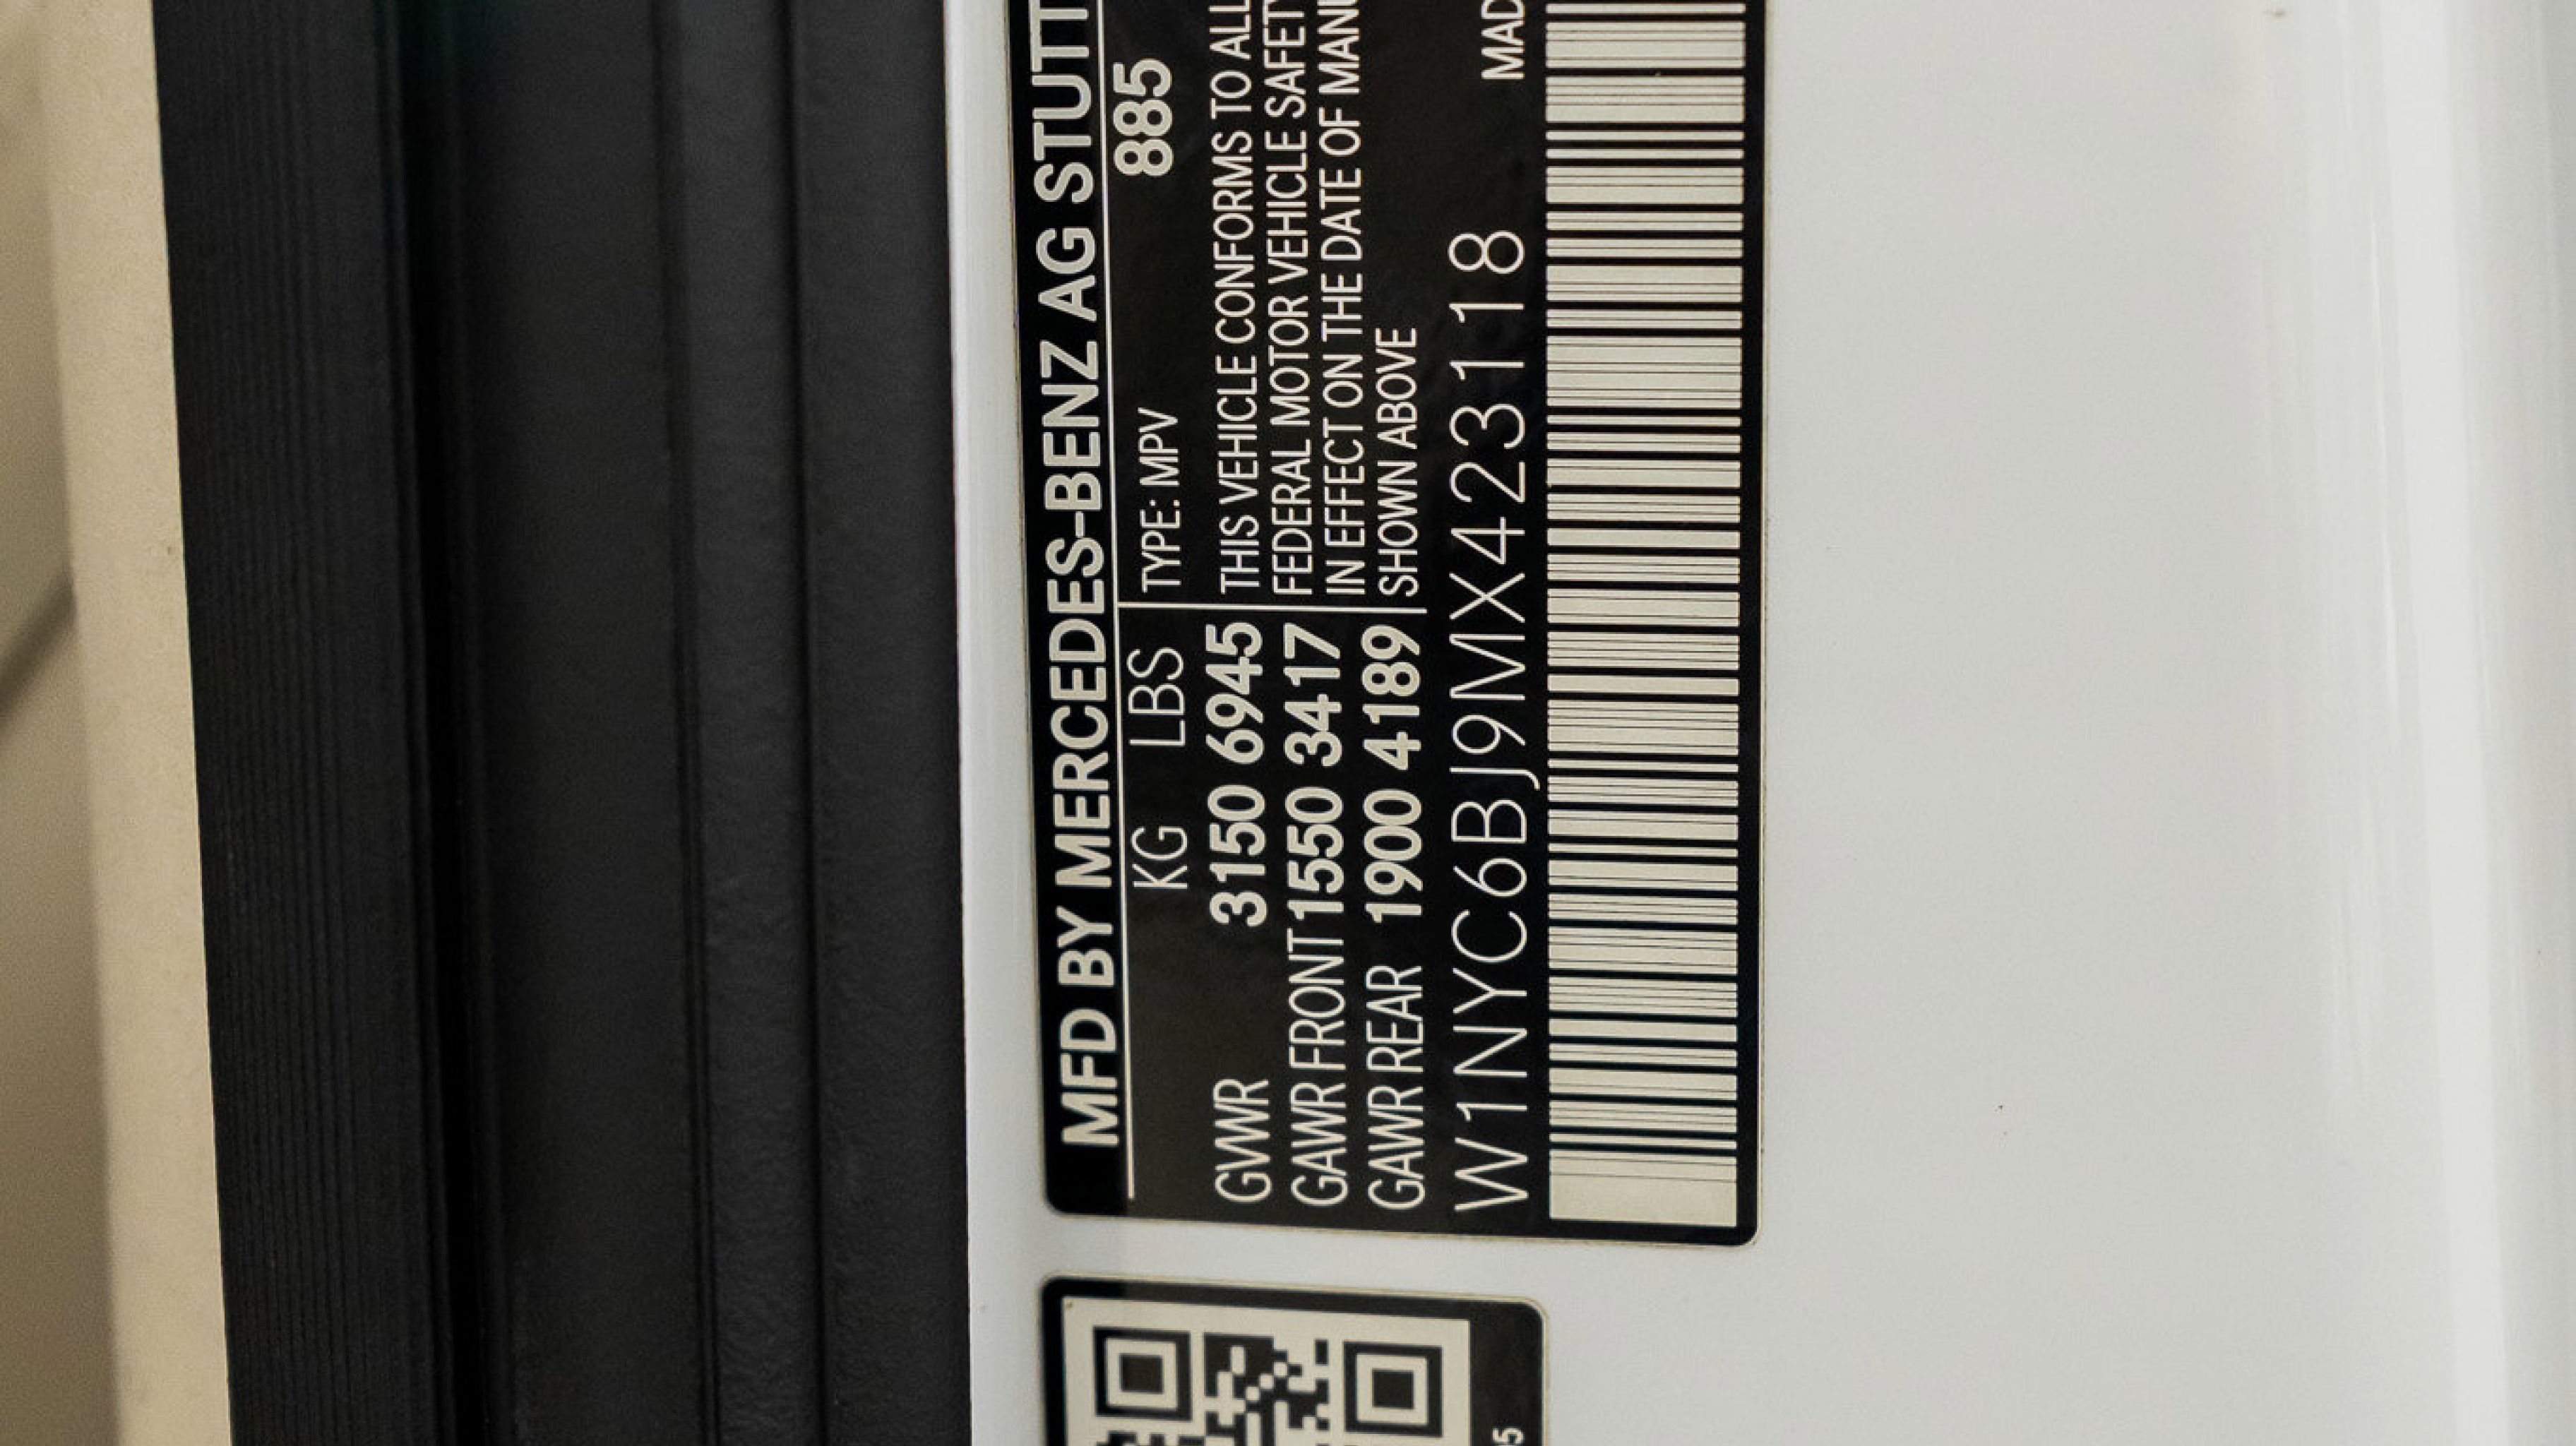 MFD BY MERCEDES-BENZ AG STUTT
KG LBS
GVWR 3150 6945
GAWR FRONT 1550 3417
GAWR REAR 1900 4189
TYPE: MPV 885
THIS VEHICLE CONFORMS TO ALL
FEDERAL MOTOR VEHICLE SAFETY
IN EFFECT ON THE DATE OF MANU
SHOWN ABOVE
W1NYC6BJ9MX423118
MAD